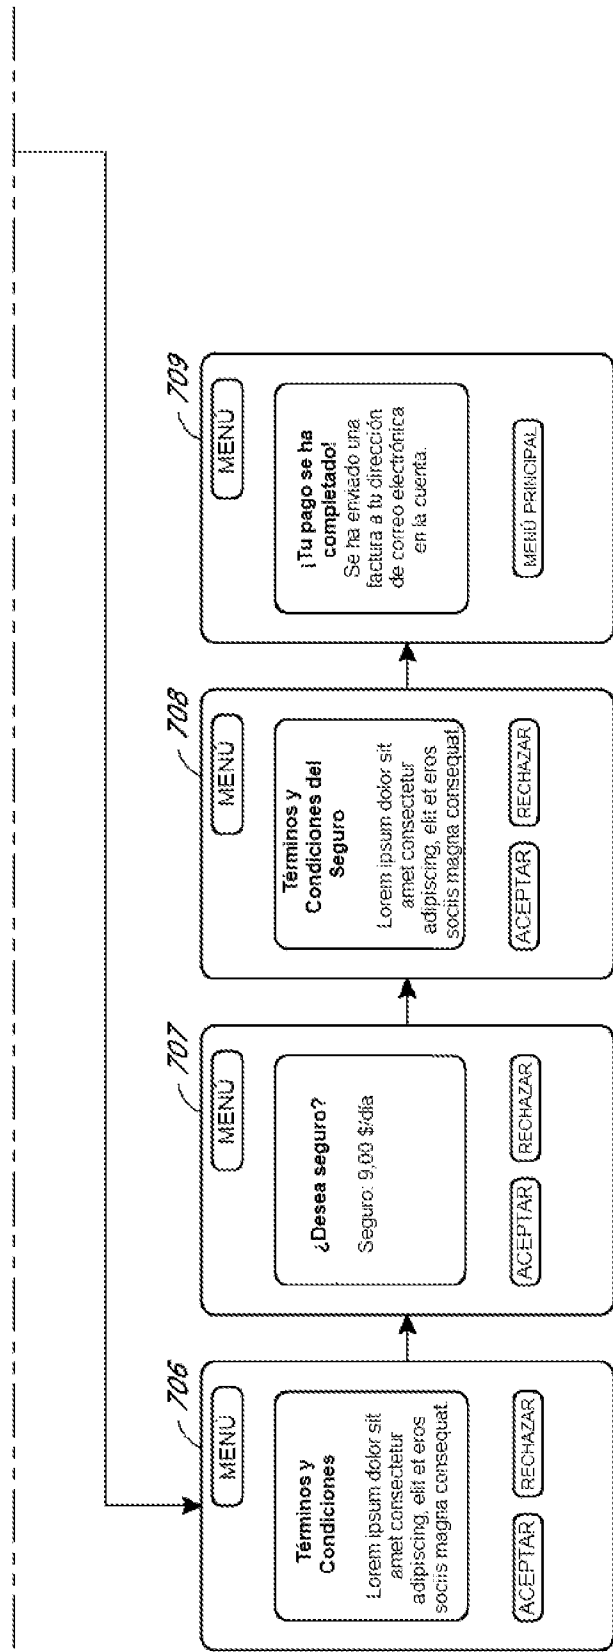 706
MENÚ
Términos y
Condiciones
Lorem ipsum dolor sit
amet consectetur
adipiscing, elit et eros
sociis magna consequat.
ACEPTAR
RECHAZAR
707
MENÚ
¿Desea seguro?
Seguro: 9,00 $/día
ACEPTAR
RECHAZAR
708
MENÚ
Términos y
Condiciones del
Seguro
Lorem ipsum dolor sit
amet consectetur
adipiscing, elit et eros
sociis magna consequat.
ACEPTAR
RECHAZAR
709
MENÚ
¡Tu pago se ha
completado!
Se ha enviado una
factura a tu dirección
de correo electrónica
en la cuenta.
MENÚ PRINCIPAL